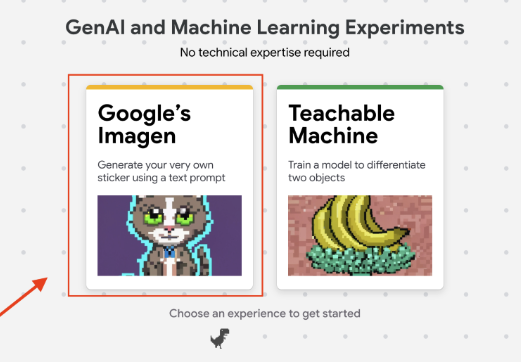 GenAI and Machine Learning Experiments
No technical expertise required
Google's
Imagen
Generate your very own
sticker using a text prompt
Teachable
Machine
Train a model to differentiate
two objects
Choose an experience to get started